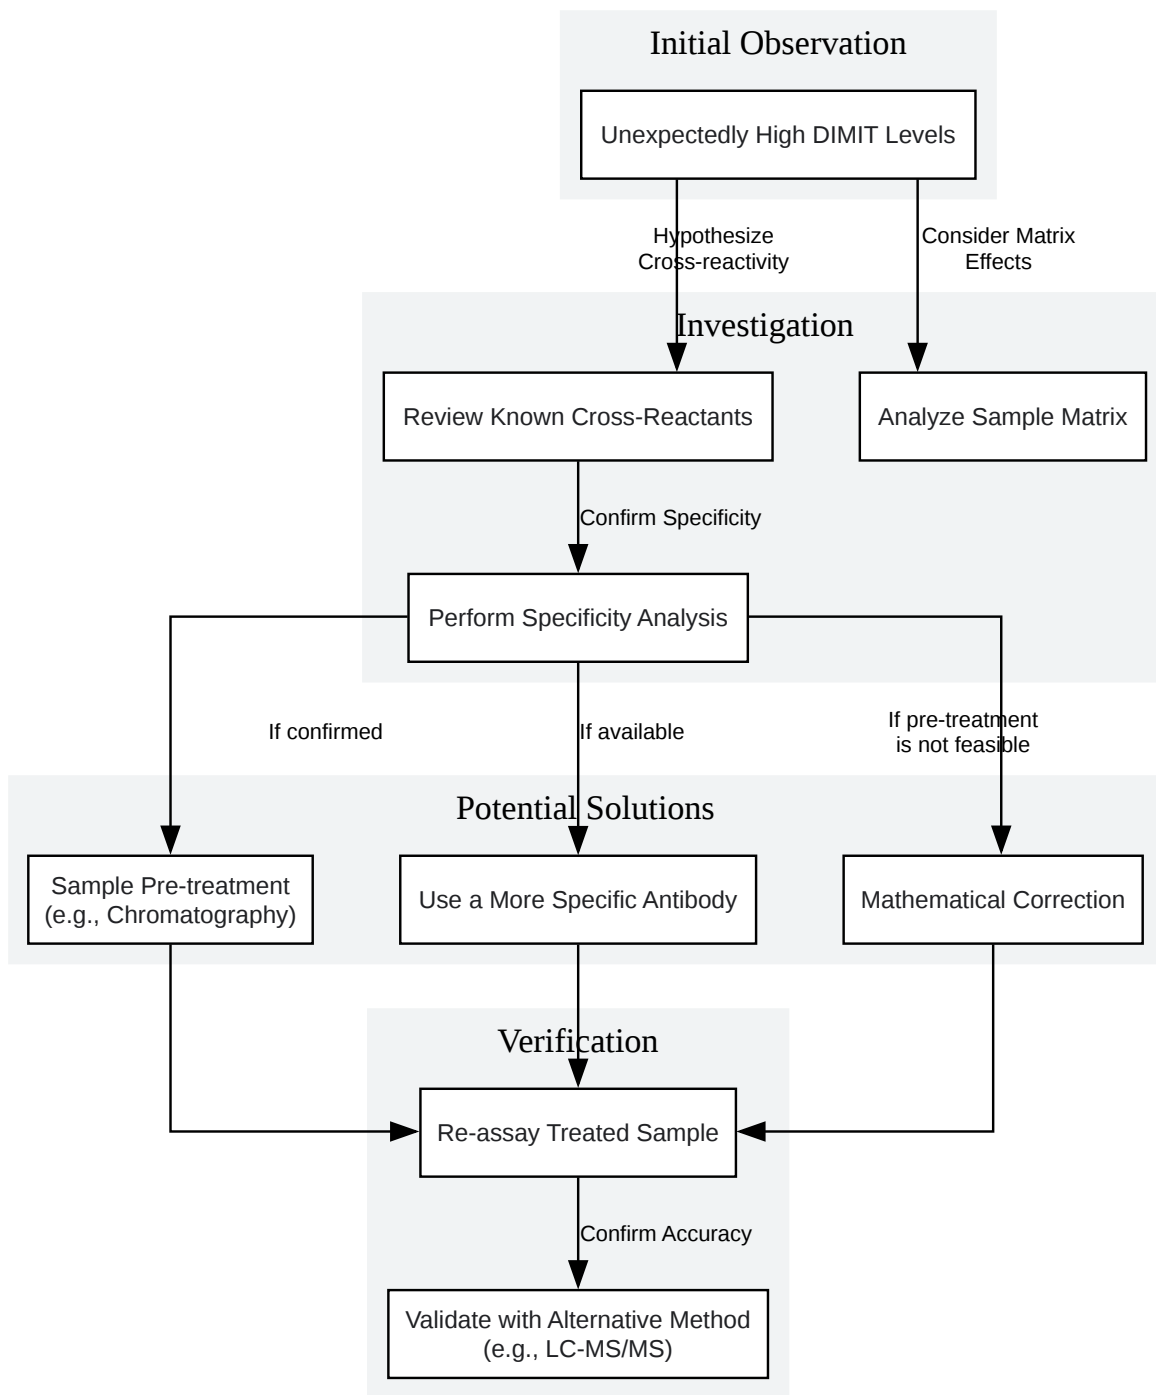 Initial Observation
Unexpectedly High DIMIT Levels
Hypothesize
Cross-reactivity
Consider Matrix
Effects
Investigation
Review Known Cross-Reactants
Analyze Sample Matrix
Confirm Specificity
Perform Specificity Analysis
If confirmed
If available
If pre-treatment
is not feasible
Potential Solutions
Sample Pre-treatment
(e.g., Chromatography)
Use a More Specific Antibody
Mathematical Correction
Verification
Re-assay Treated Sample
Confirm Accuracy
Validate with Alternative Method
(e.g., LC-MS/MS)